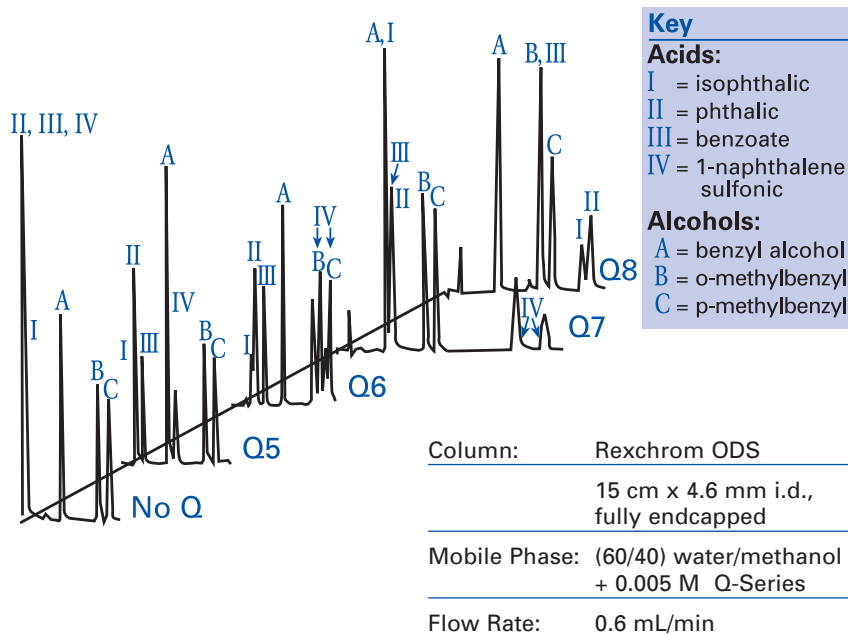 II, III, IV
I
A
B
C
No Q
II
I
III
A
IV
B
C
Q5
II
I
III
A
IV
B
C
Q6
A, I
III
II
B
C
IV
Q7
A
B, III
C
I
II
Q8
Key
Acids:
I = isophthalic
II = phthalic
III = benzoate
IV = 1-naphthalene
sulfonic
Alcohols:
A = benzyl alcohol
B = o-methylbenzyl
C = p-methylbenzyl
Column: Rexchrom ODS
15 cm x 4.6 mm i.d.,
fully endcapped
Mobile Phase: (60/40) water/methanol
+ 0.005 M Q-Series
Flow Rate: 0.6 mL/min